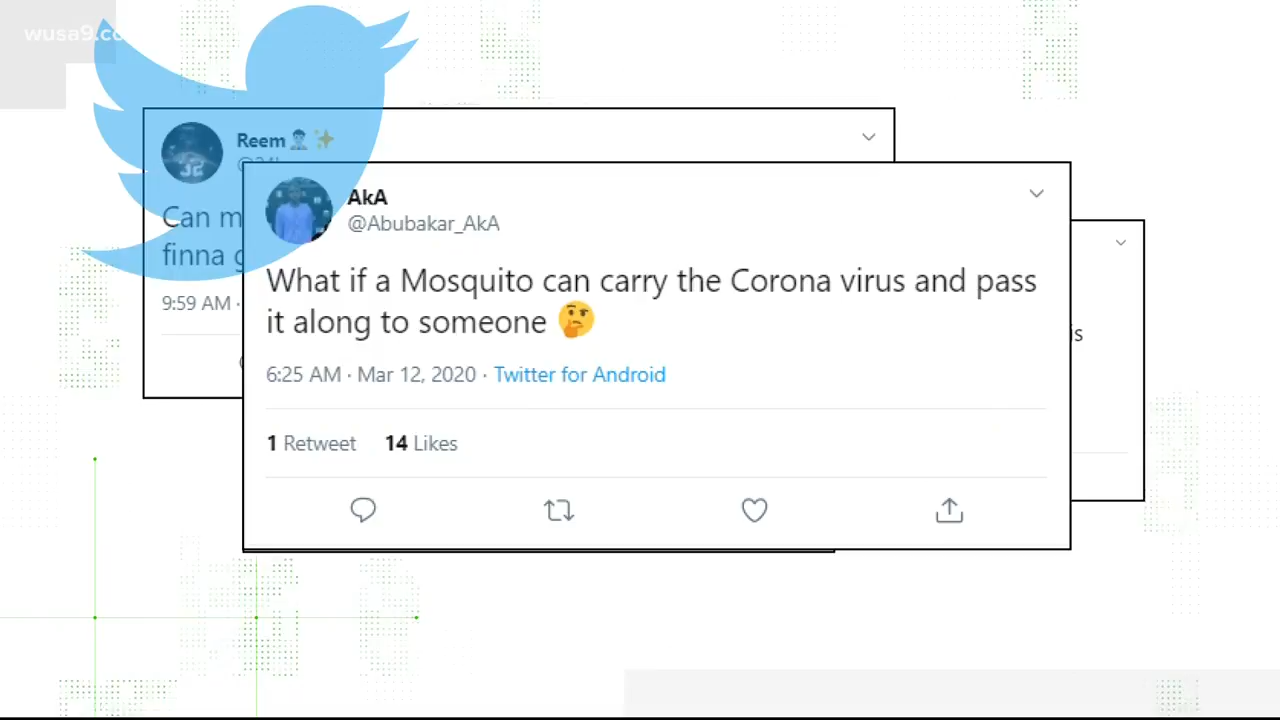 wusa9.co
Reem
Can m
finna g
9:59 AM ·
AkA
@Abubakar_AkA
What if a Mosquito can carry the Corona virus and pass
it along to someone 🤔
6:25 AM · Mar 12, 2020 · Twitter for Android
1 Retweet 14 Likes
is